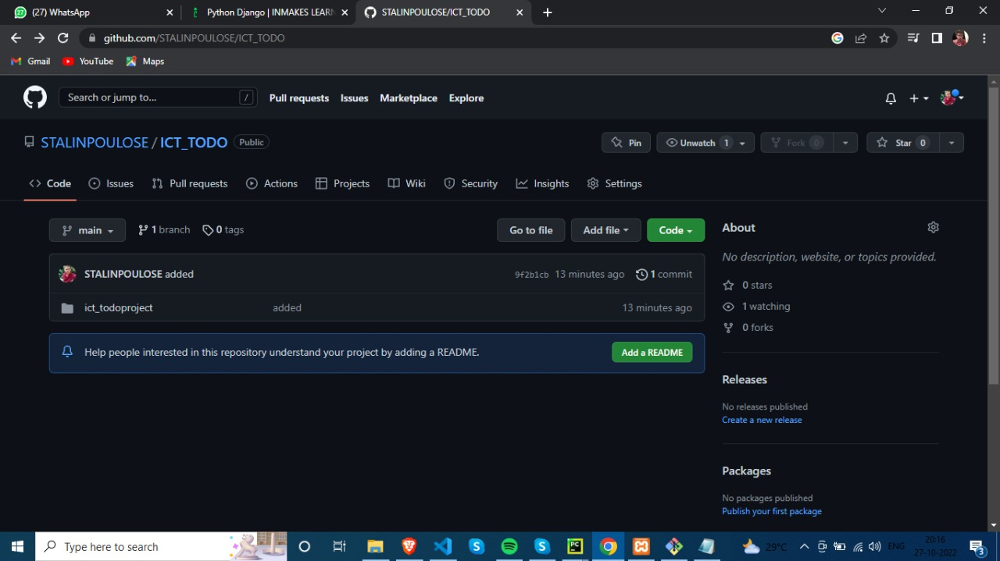 (27) WhatsApp
Python Django | INMAKES LEARN
STALINPOULOSE/ICT_TODO
github.com/STALINPOULOSE/ICT_TODO
Gmail YouTube Maps
Search or jump to... /
Pull requests Issues Marketplace Explore
STALINPOULOSE / ICT_TODO Public
Pin Unwatch 1 Fork 0 Star 0
Code Issues Pull requests Actions Projects Wiki Security Insights Settings
main 1 branch 0 tags Go to file Add file Code
STALINPOULOSE added 9f2b1cb 13 minutes ago 1 commit
ict_todoproject added 13 minutes ago
Help people interested in this repository understand your project by adding a README. Add a README
About
No description, website, or topics provided.
0 stars
1 watching
0 forks
Releases
No releases published
Create a new release
Packages
No packages published
Publish your first package
Type here to search
29°C
ENG
20:16
27-10-2022
3